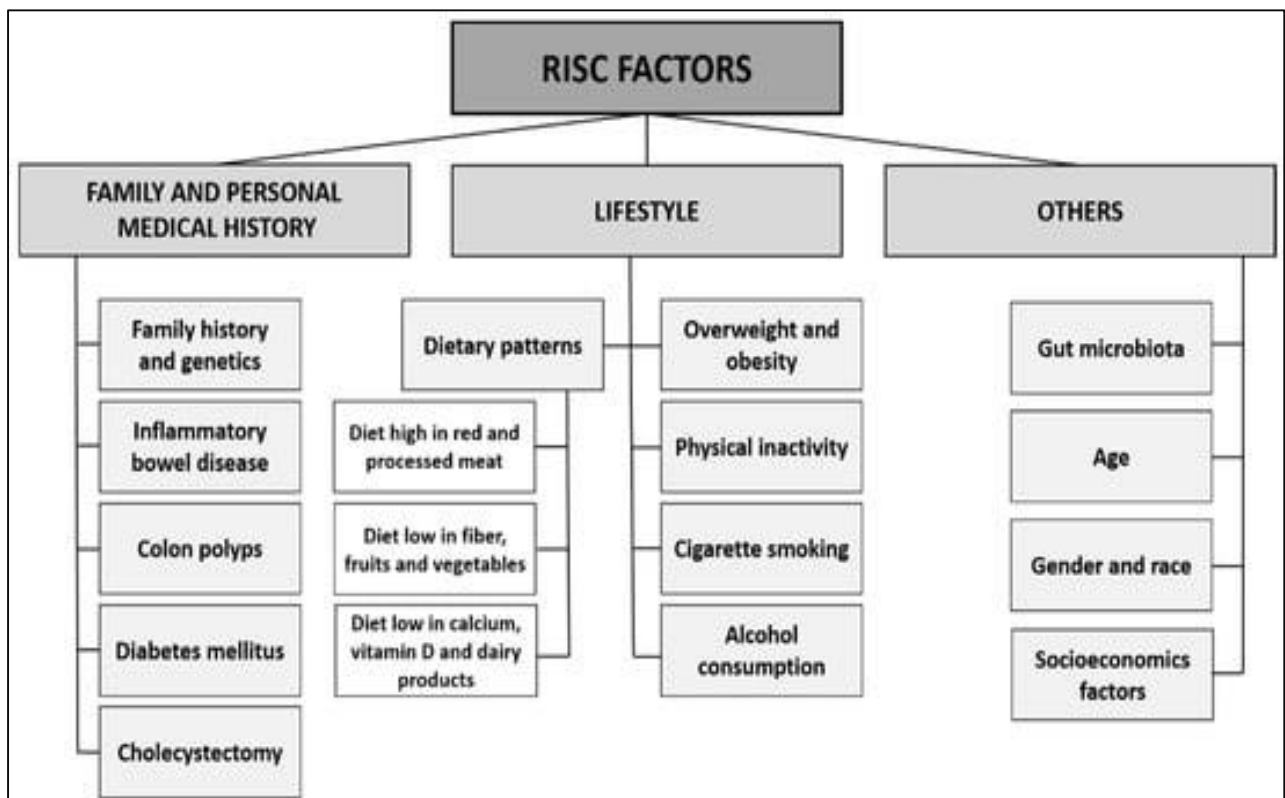 RISC FACTORS
FAMILY AND PERSONAL
MEDICAL HISTORY
Family history
and genetics
Inflammatory
bowel disease
Colon polyps
Diabetes mellitus
Cholecystectomy
LIFESTYLE
Dietary patterns
Diet high in red and
processed meat
Diet low in fiber,
fruits and vegetables
Diet low in calcium,
vitamin D and dairy
products
Overweight and
obesity
Physical inactivity
Cigarette smoking
Alcohol
consumption
OTHERS
Gut microbiota
Age
Gender and race
Socioeconomics
factors